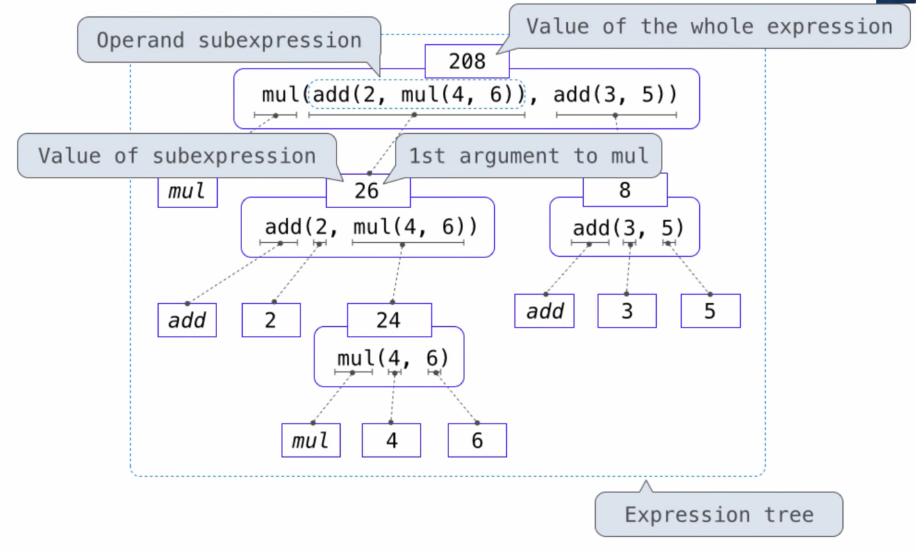 Operand subexpression
Value of the whole expression
208
mul(add(2, mul(4, 6)), add(3, 5))
Value of subexpression
1st argument to mul
mul
26
8
add(2, mul(4, 6))
add(3, 5)
add
2
24
add
3
5
mul(4, 6)
mul
4
6
Expression tree